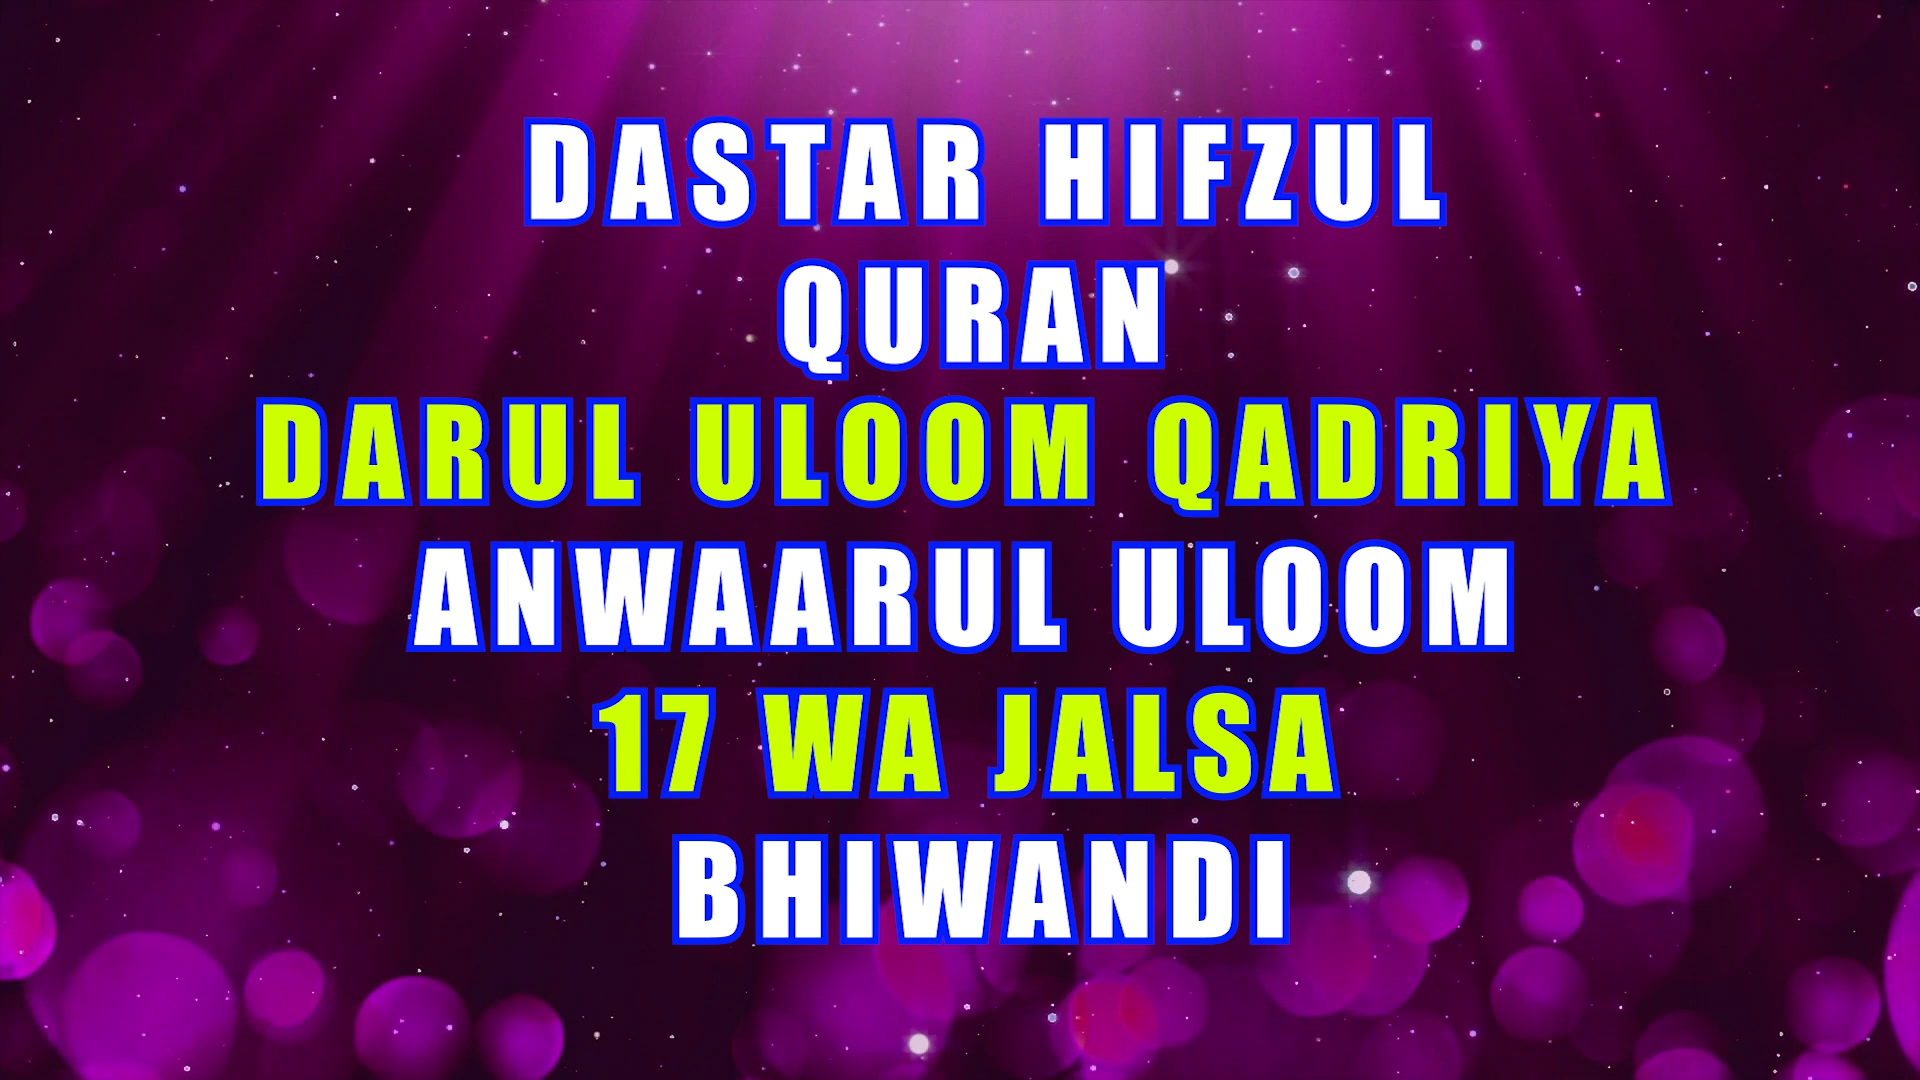 DASTAR HIFZUL
QURAN
DARUL ULOOM QADRIYA
ANWAARUL ULOOM
17 WA JALSA
BHIWANDI